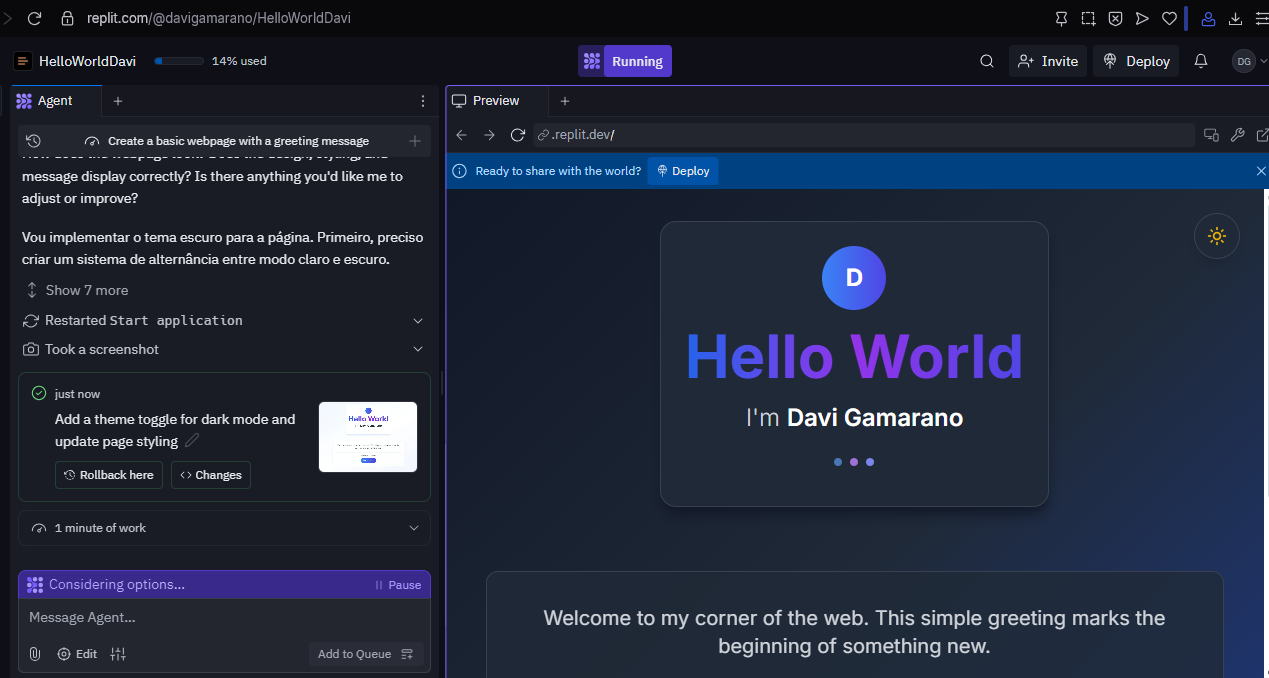 replit.com/@davigamarano/HelloWorldDavi
HelloWorldDavi
14% used
Running
Invite
Deploy
DG
Agent
Create a basic webpage with a greeting message
message display correctly? Is there anything you'd like me to
adjust or improve?
Vou implementar o tema escuro para a página. Primeiro, preciso
criar um sistema de alternância entre modo claro e escuro.
Show 7 more
Restarted Start application
Took a screenshot
just now
Add a theme toggle for dark mode and
update page styling
Hello World!
Rollback here
Changes
1 minute of work
Considering options...
Pause
Message Agent...
Edit
Add to Queue
Preview
.replit.dev/
Ready to share with the world?
Deploy
D
Hello World
I'm Davi Gamarano
Welcome to my corner of the web. This simple greeting marks the
beginning of something new.